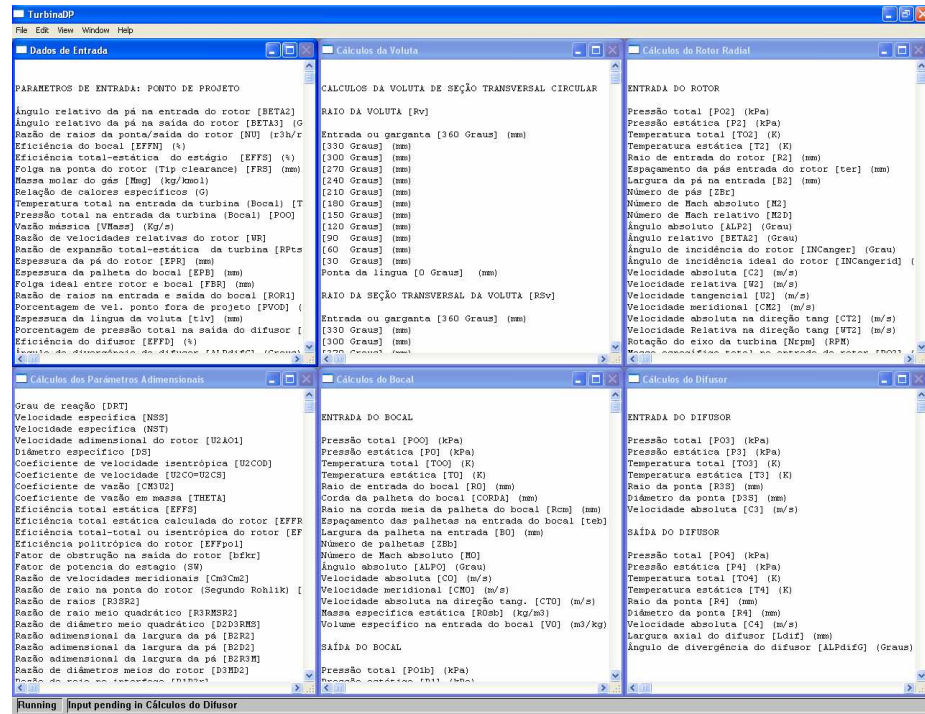 TurbinaDP
File Edit View Window Help
Dados de Entrada
PARAMETROS DE ENTRADA: PONTO DE PROJETO
Ângulo relativo da pá na entrada do rotor [BETA2]
Ângulo relativo da pá na saída do rotor [BETA3] (G
Razão de raios da ponta/saída do rotor [NU] (r3h/r
Eficiência do bocal [EFFN] (%)
Eficiência total-estática do estágio [EFFS] (%)
Folga na ponta do rotor (Tip clearance) [FRS] (mm)
Massa molar do gás [Mmg] (kg/kmol)
Relação de calores específicos (G)
Temperatura total na entrada da turbina (Bocal) [T
Pressão total na entrada da turbina (Bocal) [P00]
Vazão mássica [VMass] (Kg/s)
Razão de velocidades relativas do rotor [WR]
Razão de expansão total-estática da turbina [RPts
Espessura da pá do rotor [EPR] (mm)
Espessura da palheta do bocal [EPB] (mm)
Folga ideal entre rotor e bocal [FBR] (mm)
Razão de raios na entrada e saída do bocal [ROR1]
Porcentagem de vel. ponto fora de projeto [PVOD] (
Espessura da língua da voluta [tlv] (mm)
Porcentagem de pressão total na saída do difusor [
Eficiência do difusor [EFFD] (%)
Ângulo de divergência do difusor [ALPdifG] (Graus)
Cálculos da Voluta
CALCULOS DA VOLUTA DE SEÇÃO TRANSVERSAL CIRCULAR
RAIO DA VOLUTA [Rv]
Entrada ou garganta [360 Graus] (mm)
[330 Graus] (mm)
[300 Graus] (mm)
[270 Graus] (mm)
[240 Graus] (mm)
[210 Graus] (mm)
[180 Graus] (mm)
[150 Graus] (mm)
[120 Graus] (mm)
[90 Graus] (mm)
[60 Graus] (mm)
[30 Graus] (mm)
Ponta da língua [0 Graus] (mm)
RAIO DA SEÇÃO TRANSVERSAL DA VOLUTA [RSv]
Entrada ou garganta [360 Graus] (mm)
[330 Graus] (mm)
[300 Graus] (mm)
[270 Graus] (mm)
Cálculos do Rotor Radial
ENTRADA DO ROTOR
Pressão total [PO2] (kPa)
Pressão estática [P2] (kPa)
Temperatura total [TO2] (K)
Temperatura estática [T2] (K)
Raio de entrada do rotor [R2] (mm)
Espaçamento da pás entrada do rotor [ter] (mm)
Largura da pá na entrada [B2] (mm)
Número de pás [ZBr]
Número de Mach absoluto [M2]
Número de Mach relativo [M2D]
Ângulo absoluto [ALP2] (Grau)
Ângulo relativo [BETA2] (Grau)
Ângulo de incidência do rotor [INCanger] (Grau)
Ângulo de incidência ideal do rotor [INCangerid] (
Velocidade absoluta [C2] (m/s)
Velocidade relativa [W2] (m/s)
Velocidade tangencial [U2] (m/s)
Velocidade meridional [CM2] (m/s)
Velocidade absoluta na direção tang [CT2] (m/s)
Velocidade Relativa na direção tang [WT2] (m/s)
Rotação do eixo da turbina [Nrpm] (RPM)
Massa específica total na entrada do rotor [RO2] (
Cálculos dos Parámetros Adimensionais
Grau de reação [DRT]
Velocidade específica [NSS]
Velocidade específica (NST)
Velocidade adimensional do rotor [U2AO1]
Diâmetro específico [DS]
Coeficiente de velocidade isentrópica [U2COD]
Coeficiente de velocidade [U2CO=U2CS]
Coeficiente de vazão [CM3U2]
Coeficiente de vazão em massa [THETA]
Eficiência total estática [EFFS]
Eficiência total estática calculada do rotor [EFFR
Eficiência total-total ou isentrópica do rotor [EF
Eficiência politrópica do rotor [EFFpol]
Fator de obstrução na saída do rotor [bfkr]
Fator de potencia do estagio (SW)
Razão de velocidades meridionais [Cm3Cm2]
Razão de raio na ponta do rotor (Segundo Rohlik) [
Razão de raios [R3SR2]
Razão de raio meio quadrático [R3RMSR2]
Razão de diâmetro meio quadrático [D2D3RMS]
Razão adimensional da largura da pá [B2R2]
Razão adimensional da largura da pá [B2D2]
Razão adimensional da largura da pá [B2R3M]
Razão de diâmetros meios do rotor [D3MD2]
Cálculos do Bocal
ENTRADA DO BOCAL
Pressão total [POO] (kPa)
Pressão estática [PO] (kPa)
Temperatura total [TOO] (K)
Temperatura estática [TO] (K)
Raio de entrada do bocal [RO] (mm)
Corda da palheta do bocal [CORDA] (mm)
Raio na corda meia da palheta do bocal [Rcm] (mm)
Espaçamento das palhetas na entrada do bocal [teb]
Largura da palheta na entrada [BO] (mm)
Número de palhetas [ZBb]
Número de Mach absoluto [MO]
Ângulo absoluto [ALPO] (Grau)
Velocidade absoluta [CO] (m/s)
Velocidade meridional [CMO] (m/s)
Velocidade absoluta na direção tang. [CTO] (m/s)
Massa específica estática [ROsb] (kg/m3)
Volume específico na entrada do bocal [VO] (m3/kg)
SAÍDA DO BOCAL
Pressão total [PO1b] (kPa)
Pressão estática [P1] (kPa)
Cálculos do Difusor
ENTRADA DO DIFUSOR
Pressão total [PO3] (kPa)
Pressão estática [P3] (kPa)
Temperatura total [TO3] (K)
Temperatura estática [T3] (K)
Raio da ponta [R3S] (mm)
Diâmetro da ponta [D3S] (mm)
Velocidade absoluta [C3] (m/s)
SAÍDA DO DIFUSOR
Pressão total [PO4] (kPa)
Pressão estática [P4] (kPa)
Temperatura total [TO4] (K)
Temperatura estática [T4] (K)
Raio da ponta [R4] (mm)
Diâmetro da ponta [R4] (mm)
Velocidade absoluta [C4] (m/s)
Largura axial do difusor [Ldif] (mm)
Ângulo de divergência do difusor [ALPdifG] (Graus)
Running Input pending in Cálculos do Difusor